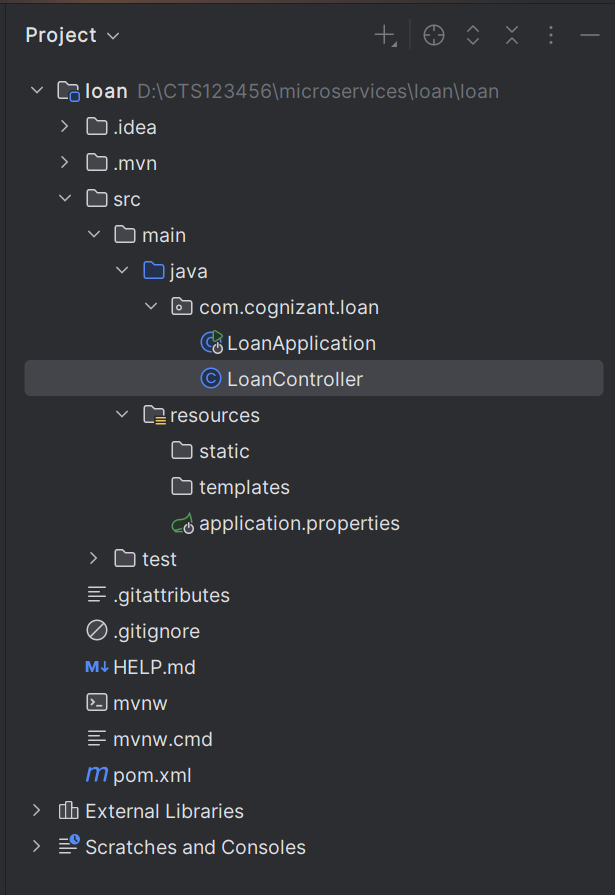 Project
loan D:\CTS123456\microservices\loan\loan
.idea
.mvn
src
main
java
com.cognizant.loan
LoanApplication
LoanController
resources
static
templates
application.properties
test
.gitattributes
.gitignore
M↓ HELP.md
mvnw
mvnw.cmd
m pom.xml
External Libraries
Scratches and Consoles